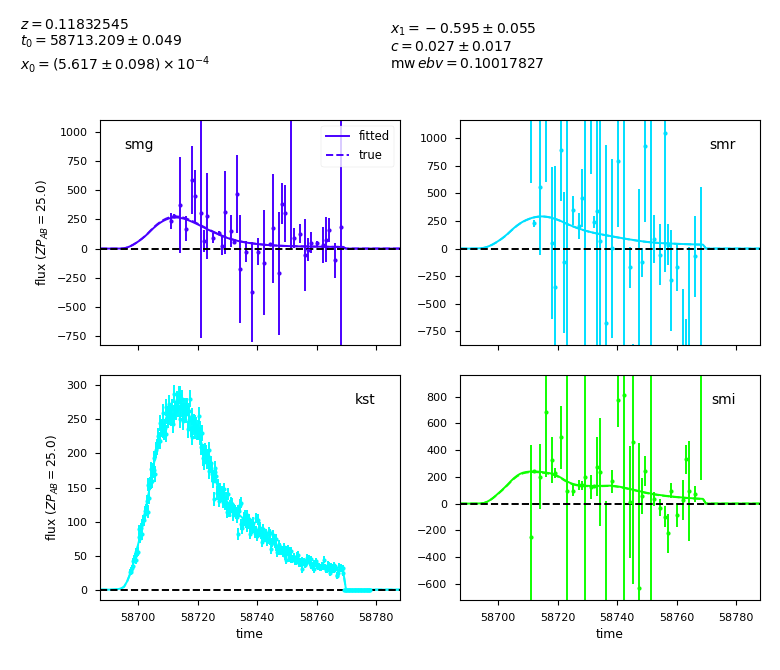 z = 0.11832545
t₀ = 58713.209 ± 0.049
x₀ = (5.617 ± 0.098) × 10⁻⁴
x₁ = −0.595 ± 0.055
c = 0.027 ± 0.017
mw ebv = 0.10017827
smg
fitted
true
1000
750
500
250
0
−250
−500
−750
flux (ZP_AB = 25.0)
smr
1000
750
500
250
0
−250
−500
−750
kst
300
250
200
150
100
50
0
flux (ZP_AB = 25.0)
58700 58720 58740 58760 58780
time
smi
800
600
400
200
0
−200
−400
−600
58700 58720 58740 58760 58780
time